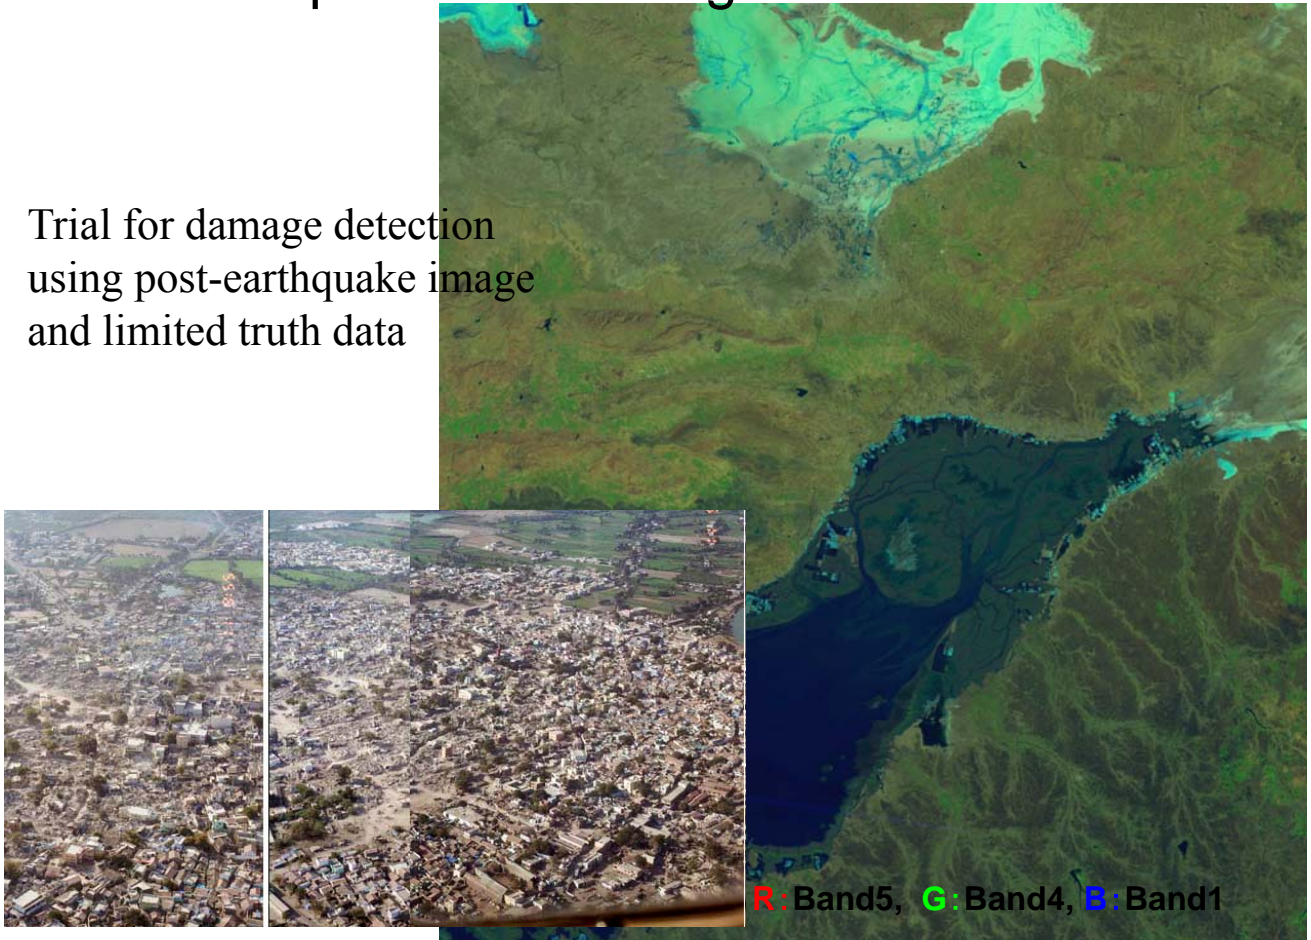 Trial for damage detection
using post-earthquake image
and limited truth data
R:Band5, G:Band4, B:Band1